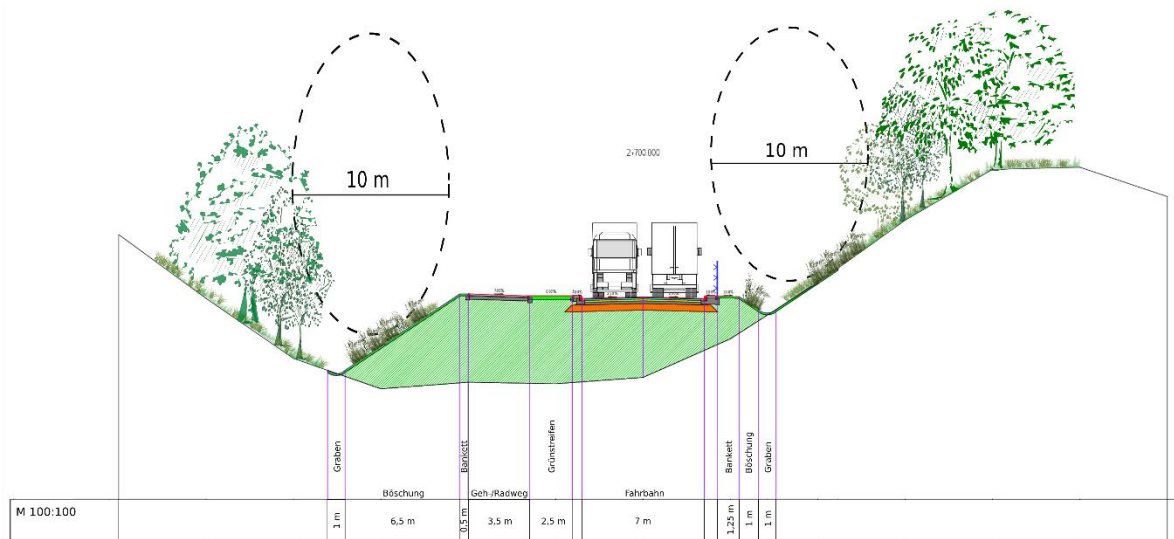 2+700.000
10 m
10 m
Graben
Bankett
Grünstreifen
Bankett
Böschung
Graben
Böschung
Geh-/Radweg
Fahrbahn
M 100:100
1 m
6,5 m
0,5 m
3,5 m
2,5 m
7 m
1,25 m
1 m
1 m